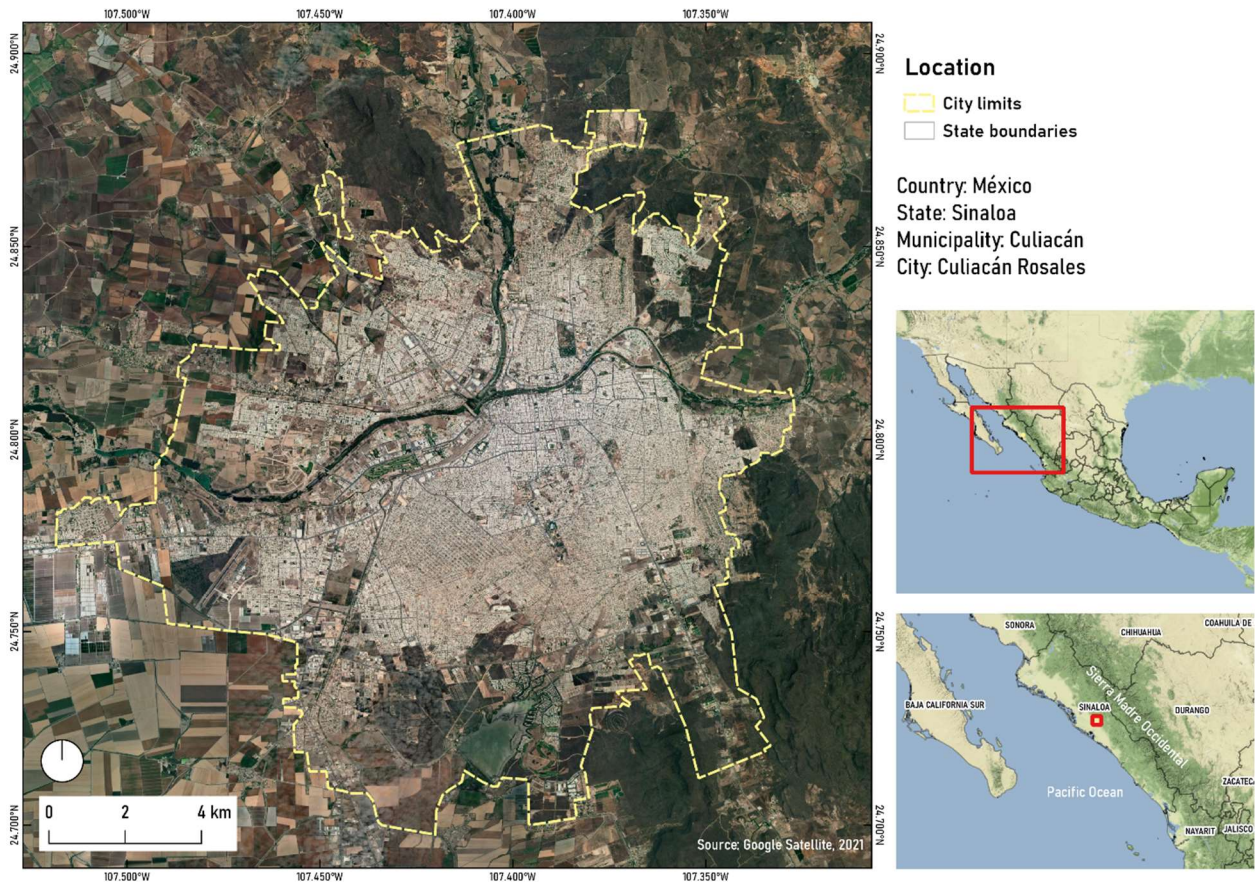 107.500°W 107.450°W 107.400°W 107.350°W
24.900°N 24.900°N
24.850°N 24.850°N
24.800°N 24.800°N
24.750°N 24.750°N
24.700°N 24.700°N
0 2 4 km
Source: Google Satellite, 2021
107.500°W 107.450°W 107.400°W 107.350°W
Location
City limits
State boundaries
Country: México
State: Sinaloa
Municipality: Culiacán
City: Culiacán Rosales
SONORA
CHIHUAHUA
COAHUILA DE
BAJA CALIFORNIA SUR
SINALOA
Sierra Madre Occidental
DURANGO
ZACATEC
Pacific Ocean
NAYARIT
JALISCO